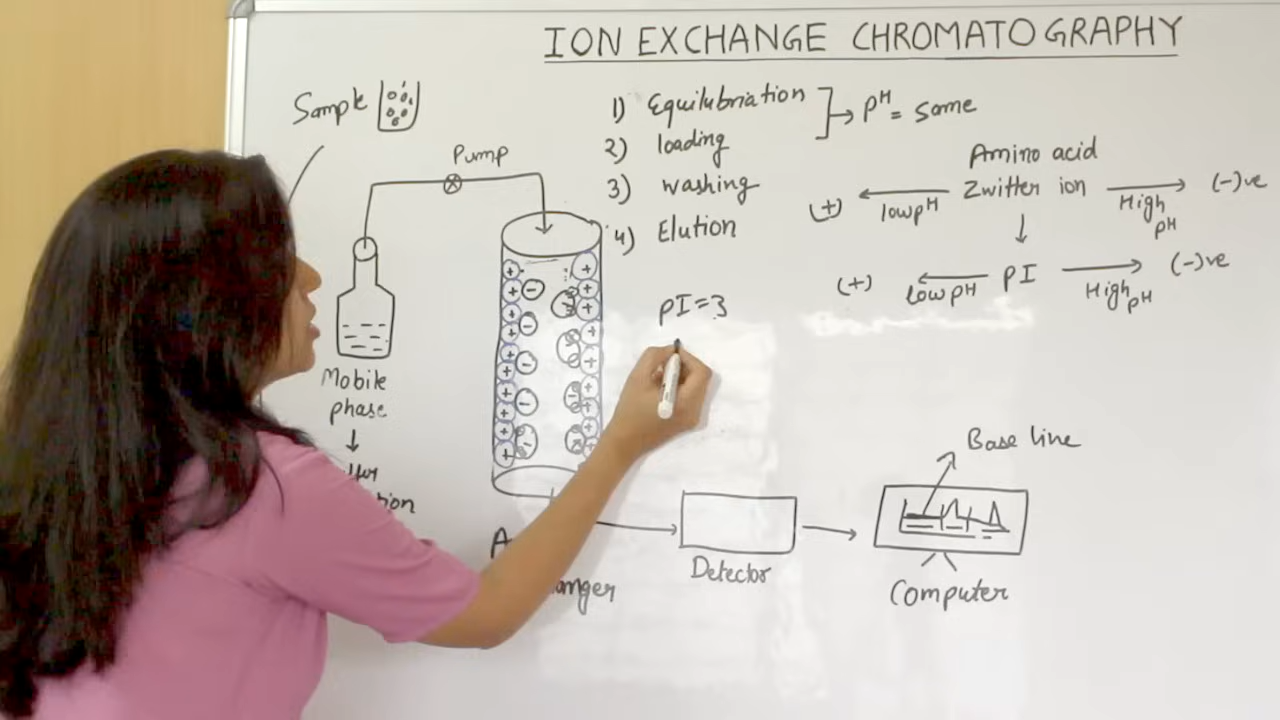 ION EXCHANGE CHROMATOGRAPHY
Sample
Pump
Mobile
phase
1) Equilubriation
2) loading
3) washing
4) Elution
pH = Same
Amino acid
(+) low pH Zwitter ion High pH (-)ve
(+) low pH PI High pH (-)ve
pI=3
Detector
Base line
Computer